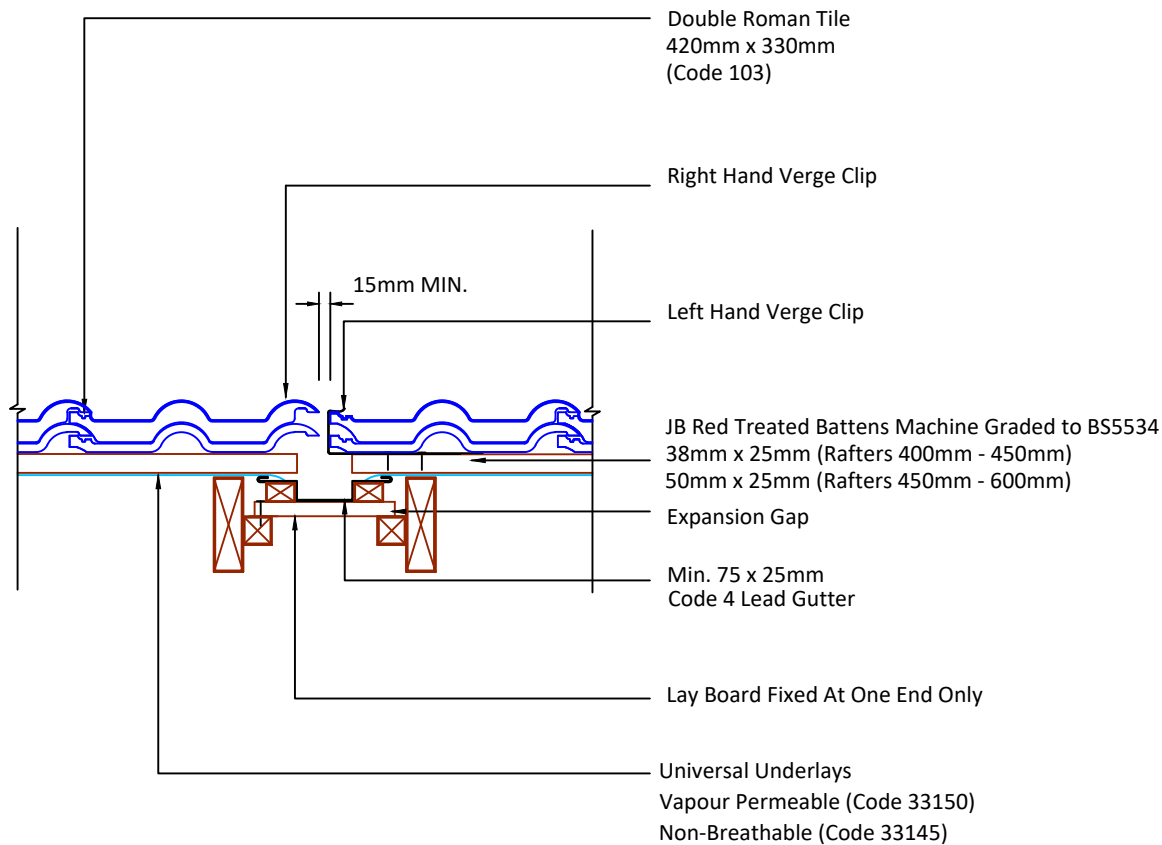 Double Roman Tile
420mm x 330mm
(Code 103)
Right Hand Verge Clip
15mm MIN.
Left Hand Verge Clip
JB Red Treated Battens Machine Graded to BS5534
38mm x 25mm (Rafters 400mm - 450mm)
50mm x 25mm (Rafters 450mm - 600mm)
Expansion Gap
Min. 75 x 25mm
Code 4 Lead Gutter
Lay Board Fixed At One End Only
Universal Underlays
Vapour Permeable (Code 33150)
Non-Breathable (Code 33145)